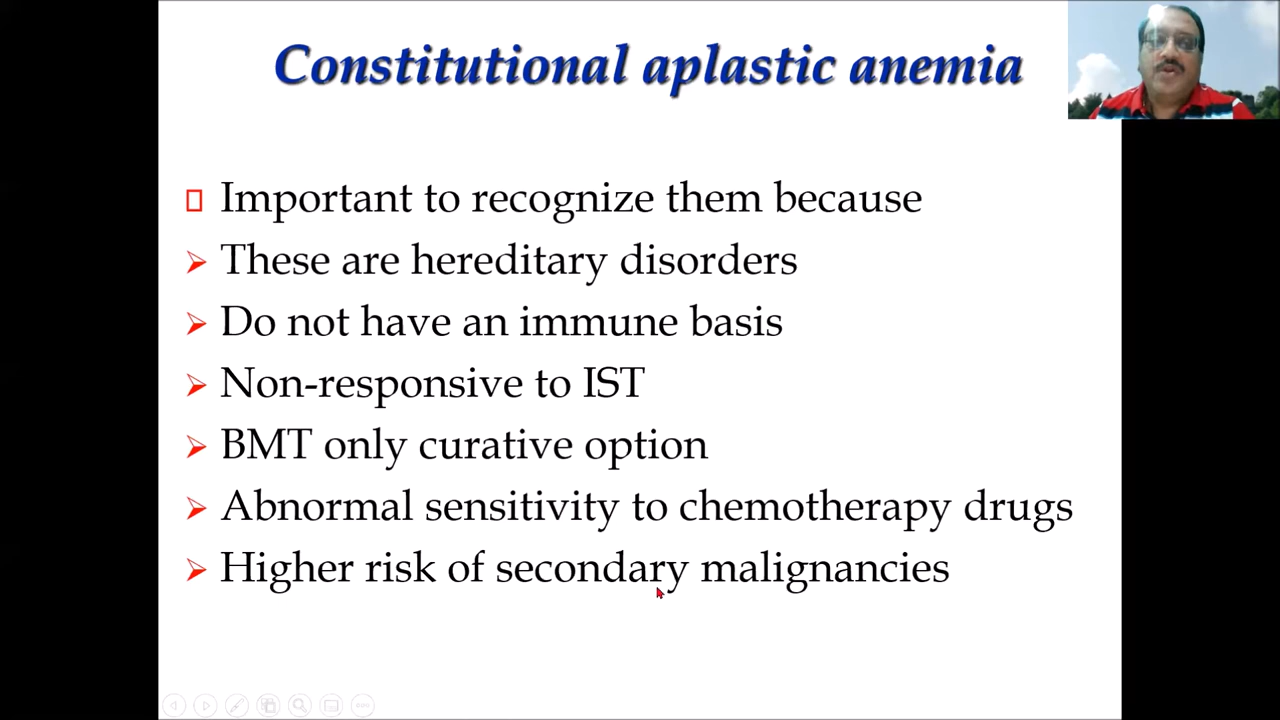 Constitutional aplastic anemia
Important to recognize them because
These are hereditary disorders
Do not have an immune basis
Non-responsive to IST
BMT only curative option
Abnormal sensitivity to chemotherapy drugs
Higher risk of secondary malignancies